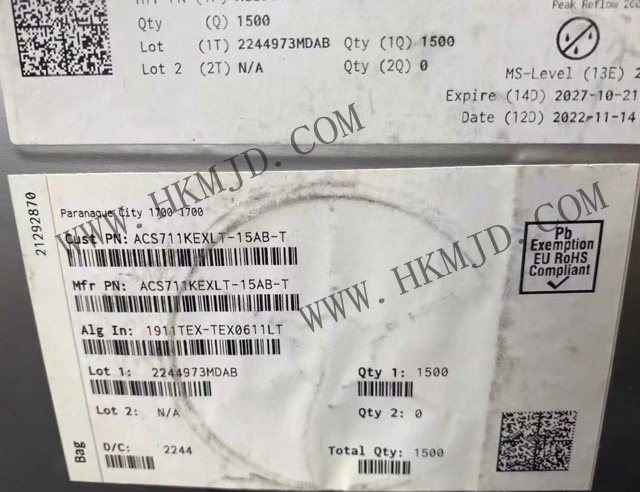 Peak Reflow 260
Qty (Q) 1500
Lot (1T) 2244973MDAB Qty (1Q) 1500
Lot 2 (2T) N/A Qty (2Q) 0
MS-Level (13E) 2
Expire (14D) 2027-10-21
Date (12D) 2022-11-14
WWW.HKMJD.COM
21292870
Paranaque City 1700 1700
Cust PN: ACS711KEXLT-15AB-T
Mfr PN: ACS711KEXLT-15AB-T
Pb
Exemption
EU RoHS
Compliant
WWW.HKMJD.COM
Alg In: 1911TEX-TEX0611LT
Lot 1: 2244973MDAB Qty 1: 1500
Lot 2: N/A Qty 2: 0
Bag
D/C: 2244 Total Qty: 1500